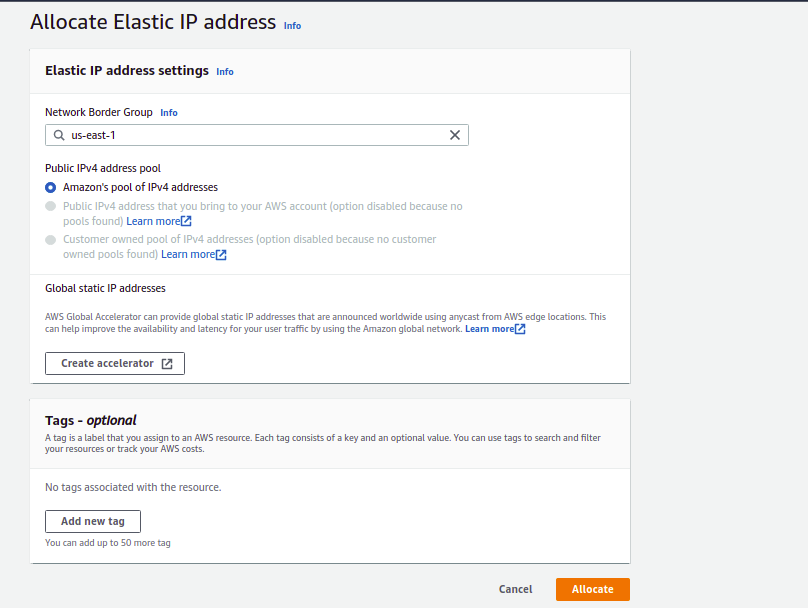 Allocate Elastic IP address Info
Elastic IP address settings Info
Network Border Group Info
us-east-1
Public IPv4 address pool
Amazon's pool of IPv4 addresses
Public IPv4 address that you bring to your AWS account (option disabled because no
pools found) Learn more
Customer owned pool of IPv4 addresses (option disabled because no customer
owned pools found) Learn more
Global static IP addresses
AWS Global Accelerator can provide global static IP addresses that are announced worldwide using anycast from AWS edge locations. This
can help improve the availability and latency for your user traffic by using the Amazon global network. Learn more
Create accelerator
Tags - optional
A tag is a label that you assign to an AWS resource. Each tag consists of a key and an optional value. You can use tags to search and filter
your resources or track your AWS costs.
No tags associated with the resource.
Add new tag
You can add up to 50 more tag
Cancel Allocate